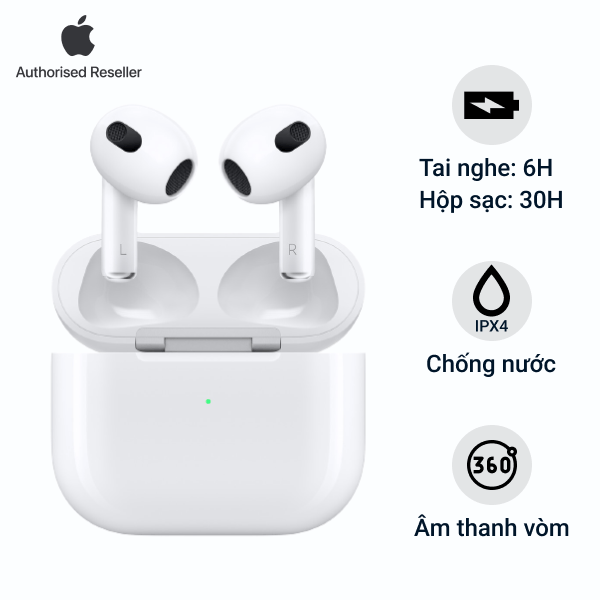 Authorised Reseller
L
R
Tai nghe: 6H
Hộp sạc: 30H
IPX4
Chống nước
360
Âm thanh vòm